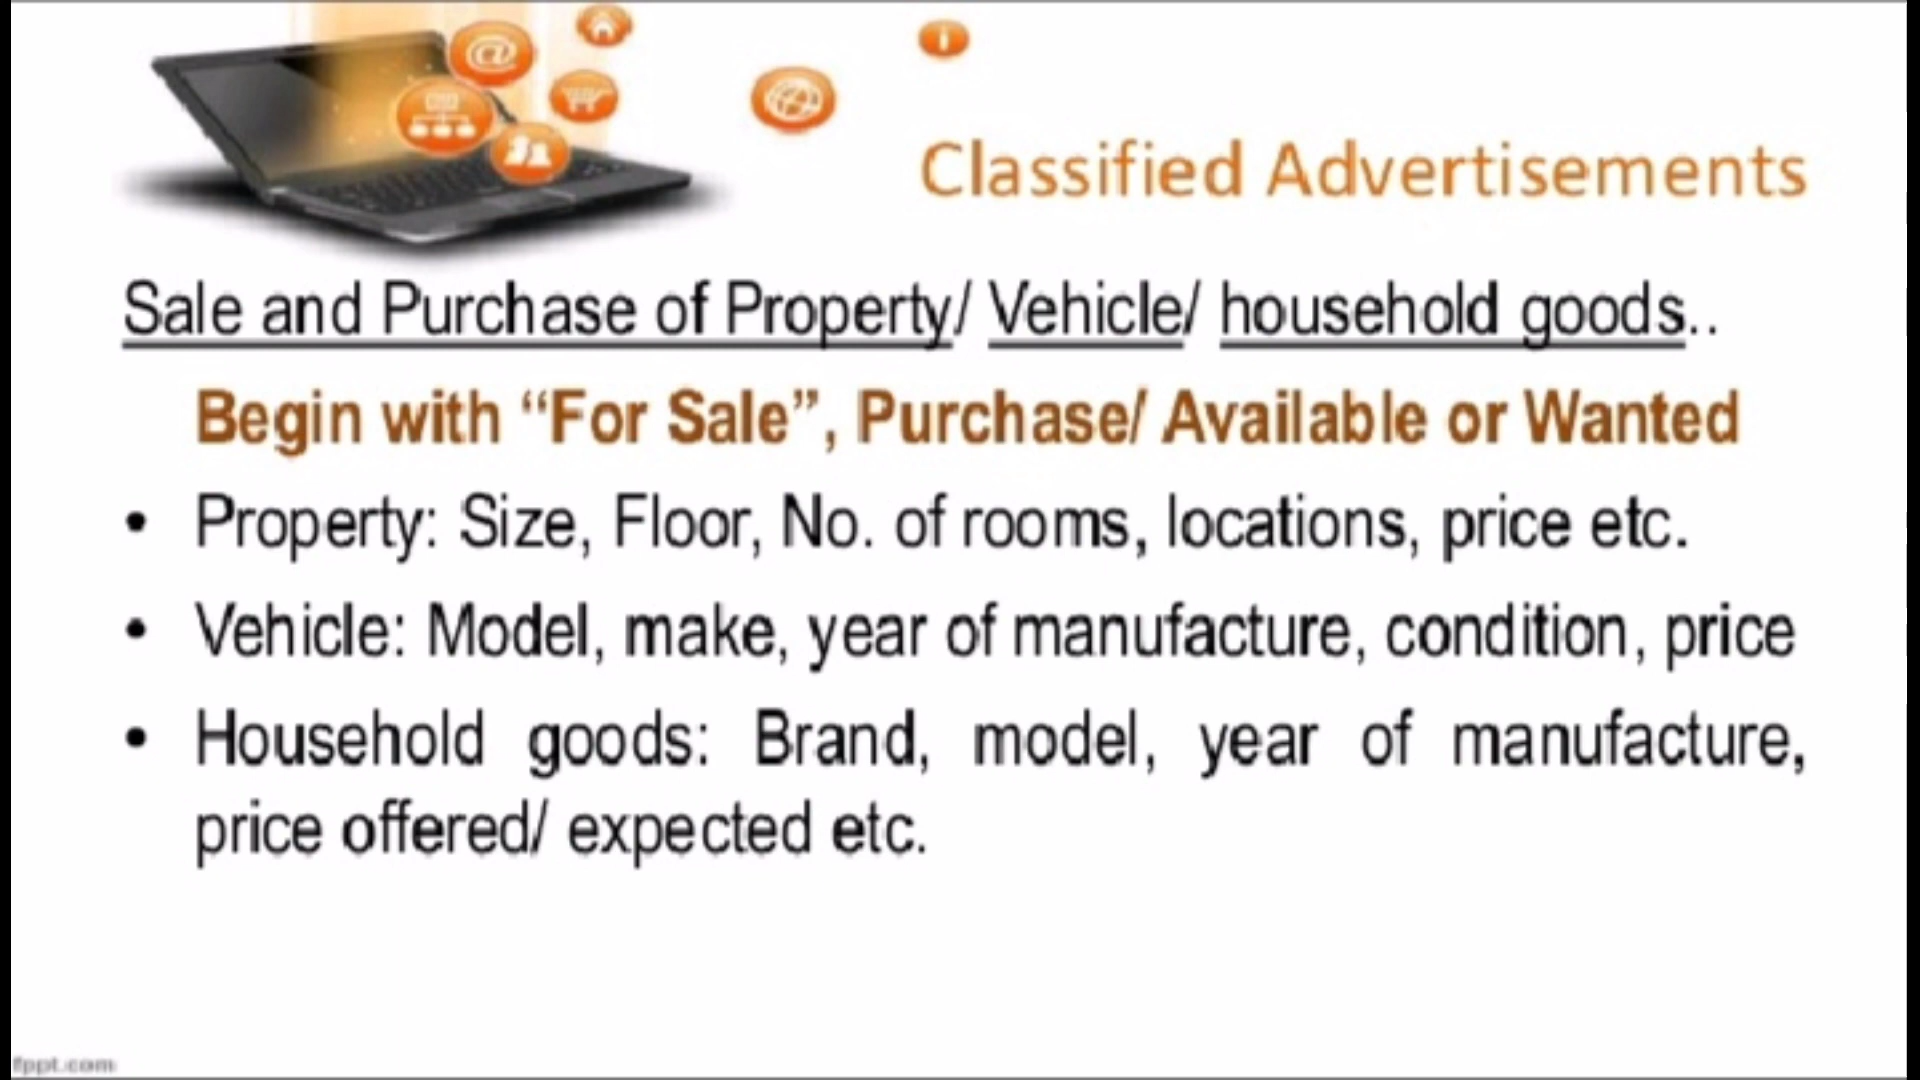 Classified Advertisements
Sale and Purchase of Property/ Vehicle/ household goods..
Begin with “For Sale”, Purchase/ Available or Wanted
• Property: Size, Floor, No. of rooms, locations, price etc.
• Vehicle: Model, make, year of manufacture, condition, price
• Household goods: Brand, model, year of manufacture,
price offered/ expected etc.
fppt.com